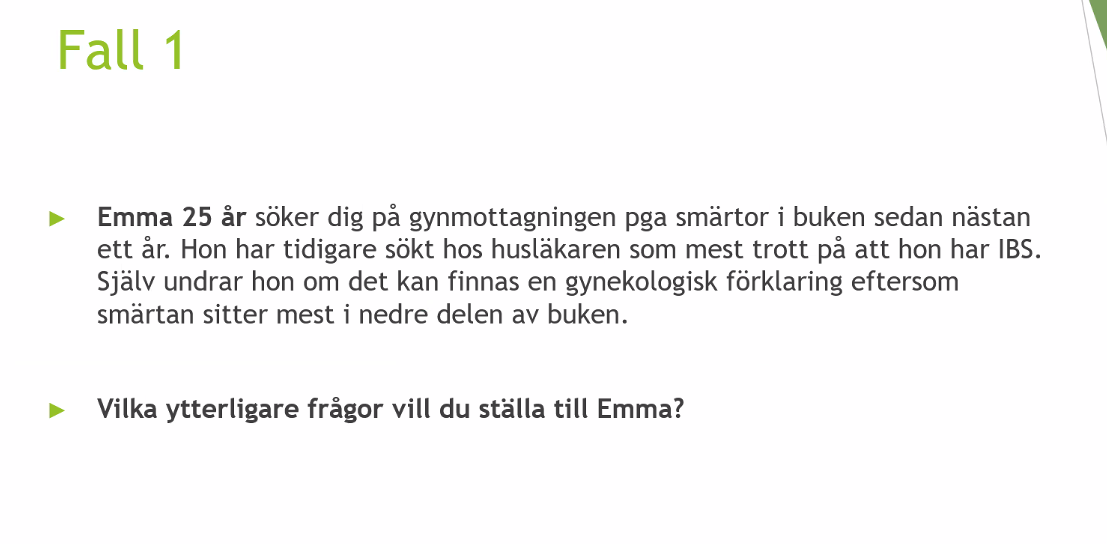 Fall 1
Emma 25 år söker dig på gynmottagningen pga smärtor i buken sedan nästan
ett år. Hon har tidigare sökt hos husläkaren som mest trott på att hon har IBS.
Själv undrar hon om det kan finnas en gynekologisk förklaring eftersom
smärtan sitter mest i nedre delen av buken.
Vilka ytterligare frågor vill du ställa till Emma?